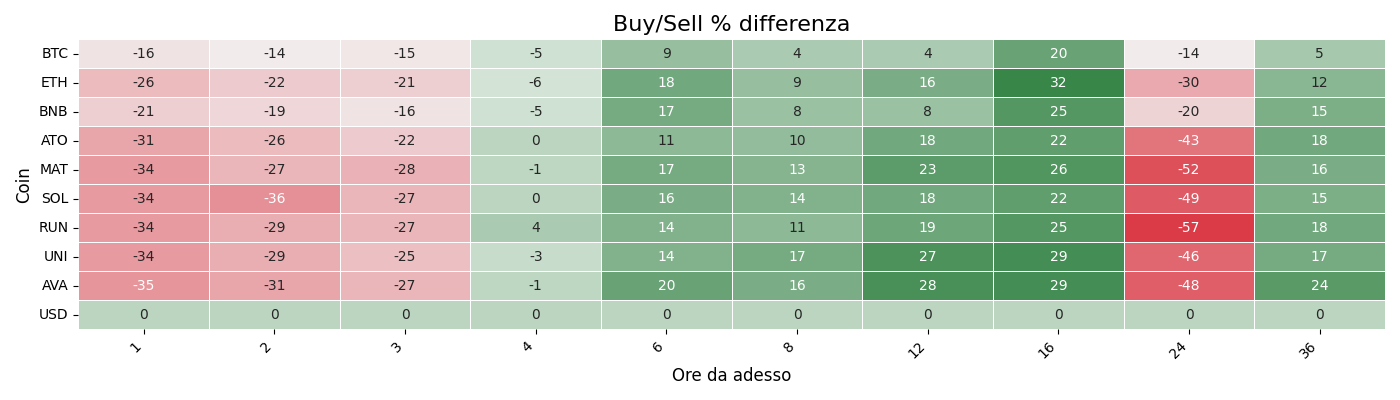 Buy/Sell % differenza
Coin
BTC -16 -14 -15 -5 9 4 4 20 -14 5
ETH -26 -22 -21 -6 18 9 16 32 -30 12
BNB -21 -19 -16 -5 17 8 8 25 -20 15
ATO -31 -26 -22 0 11 10 18 22 -43 18
MAT -34 -27 -28 -1 17 13 23 26 -52 16
SOL -34 -36 -27 0 16 14 18 22 -49 15
RUN -34 -29 -27 4 14 11 19 25 -57 18
UNI -34 -29 -25 -3 14 17 27 29 -46 17
AVA -35 -31 -27 -1 20 16 28 29 -48 24
USD 0 0 0 0 0 0 0 0 0 0
1 2 3 4 6 8 12 16 24 36
Ore da adesso